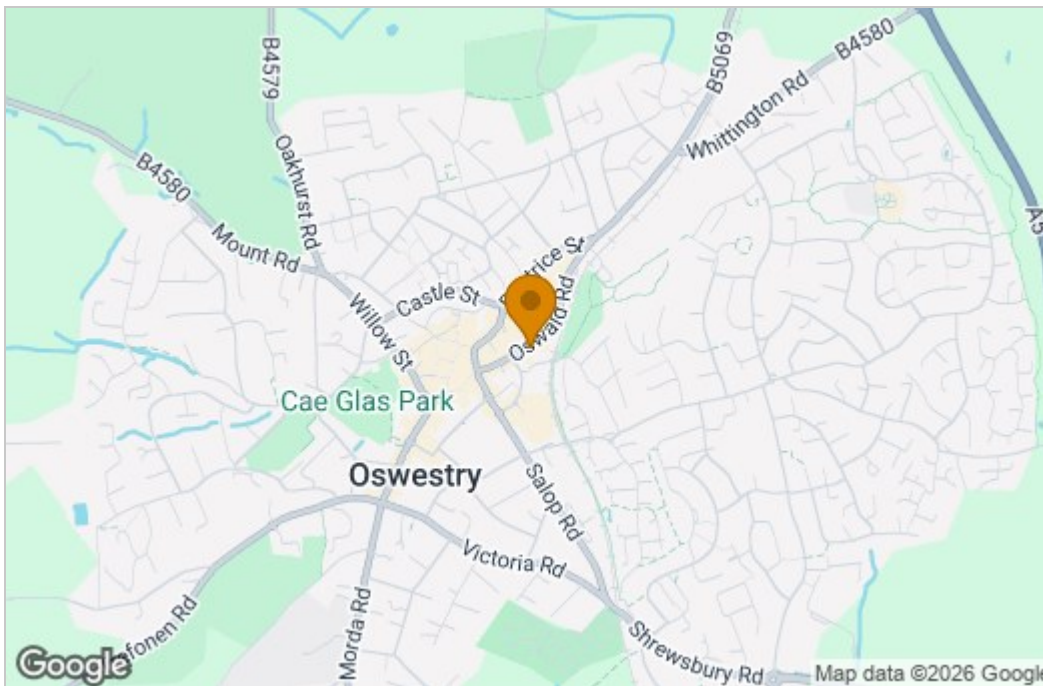 B4580
B4579
B5069
B4580
Whittington Rd
A5
Oakhurst Rd
Mount Rd
Castle St
Willow St
Oswald Rd
Cae Glas Park
Oswestry
Salop Rd
Victoria Rd
Morda Rd
Shrewsbury Rd
Google
Map data ©2026 Google